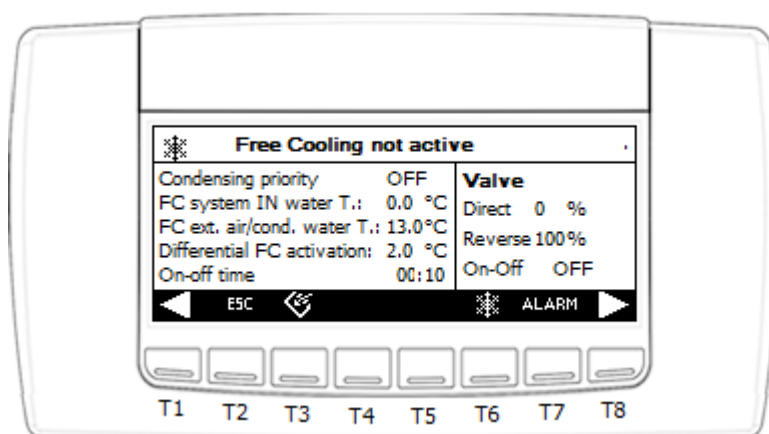 Free Cooling not active
Condensing priority OFF
FC system IN water T.: 0.0 °C
FC ext. air/cond. water T.: 13.0°C
Differential FC activation: 2.0 °C
On-off time 00:10
Valve
Direct 0 %
Reverse 100%
On-Off OFF
ESC ALARM
T1 T2 T3 T4 T5 T6 T7 T8